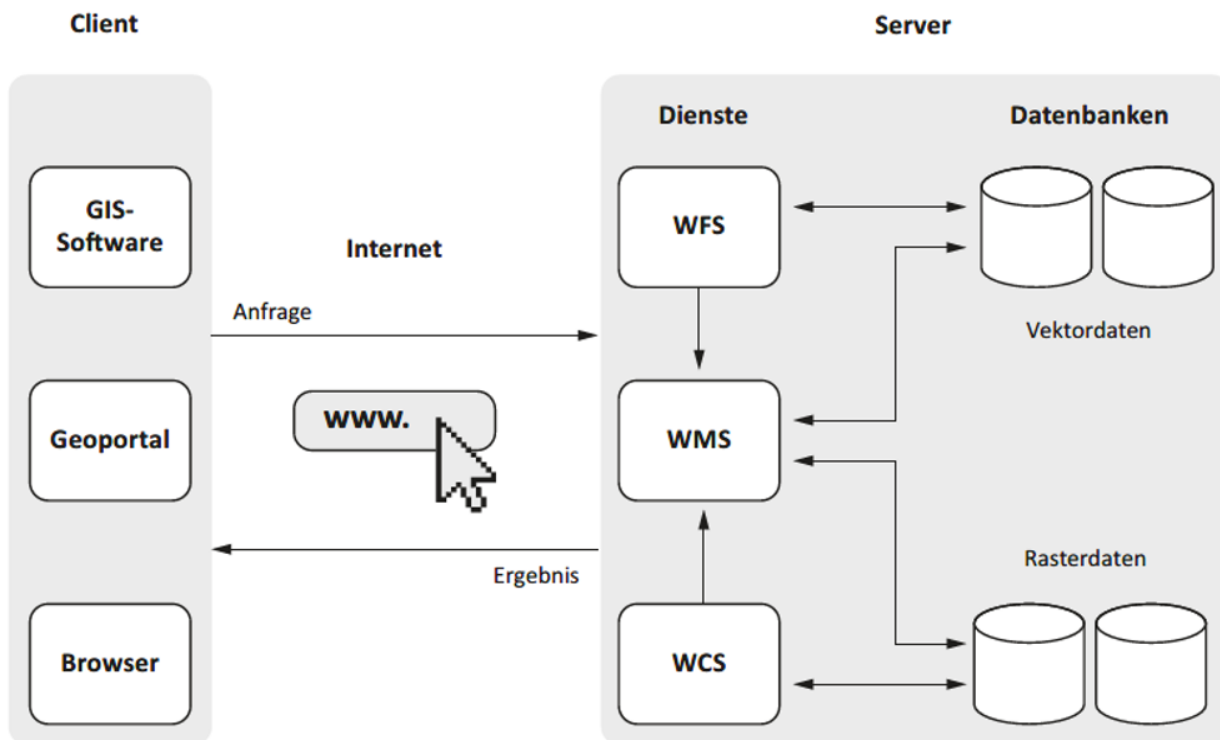 Client
Server
GIS-
Software
Geoportal
Browser
Internet
Anfrage
www.
Ergebnis
Dienste
Datenbanken
WFS
WMS
WCS
Vektordaten
Rasterdaten